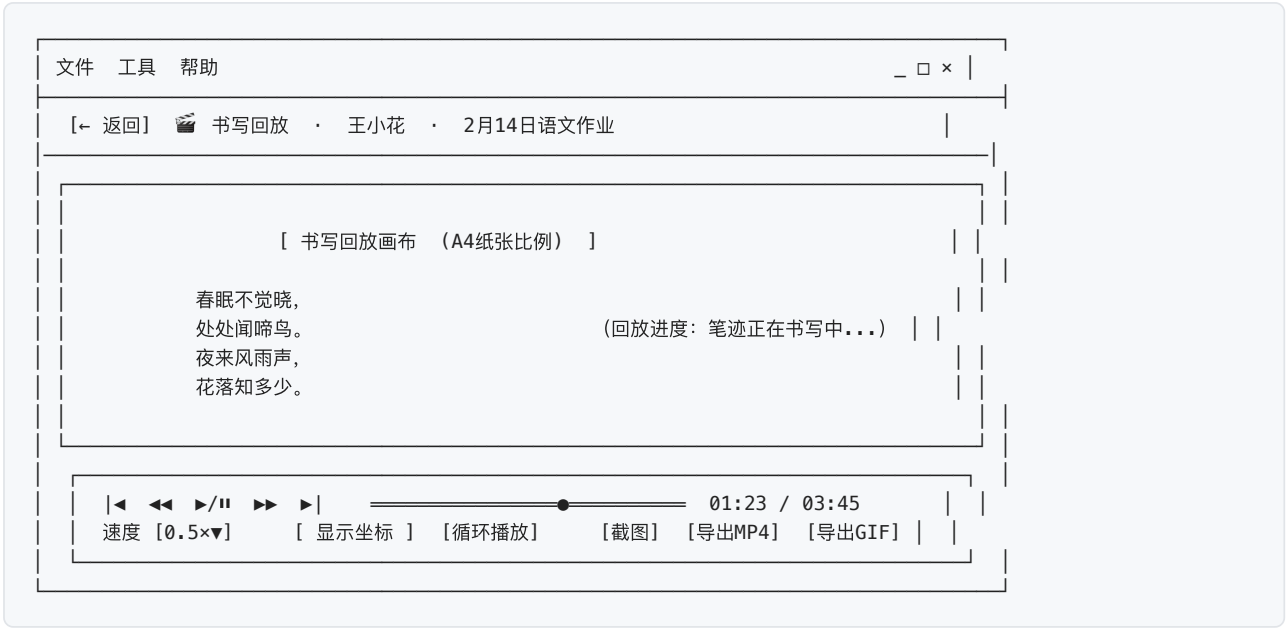 文件 工具 帮助 _ □ ×
[← 返回] 🎬 书写回放 · 王小花 · 2月14日语文作业
[ 书写回放画布 (A4纸张比例) ]
春眠不觉晓，
处处闻啼鸟。 (回放进度：笔迹正在书写中...)
夜来风雨声，
花落知多少。
|◀ ◀◀ ▶/⏸ ▶▶ ▶| ═════════●═════ 01:23 / 03:45
速度 [0.5×▼] [ 显示坐标 ] [循环播放] [截图] [导出MP4] [导出GIF]